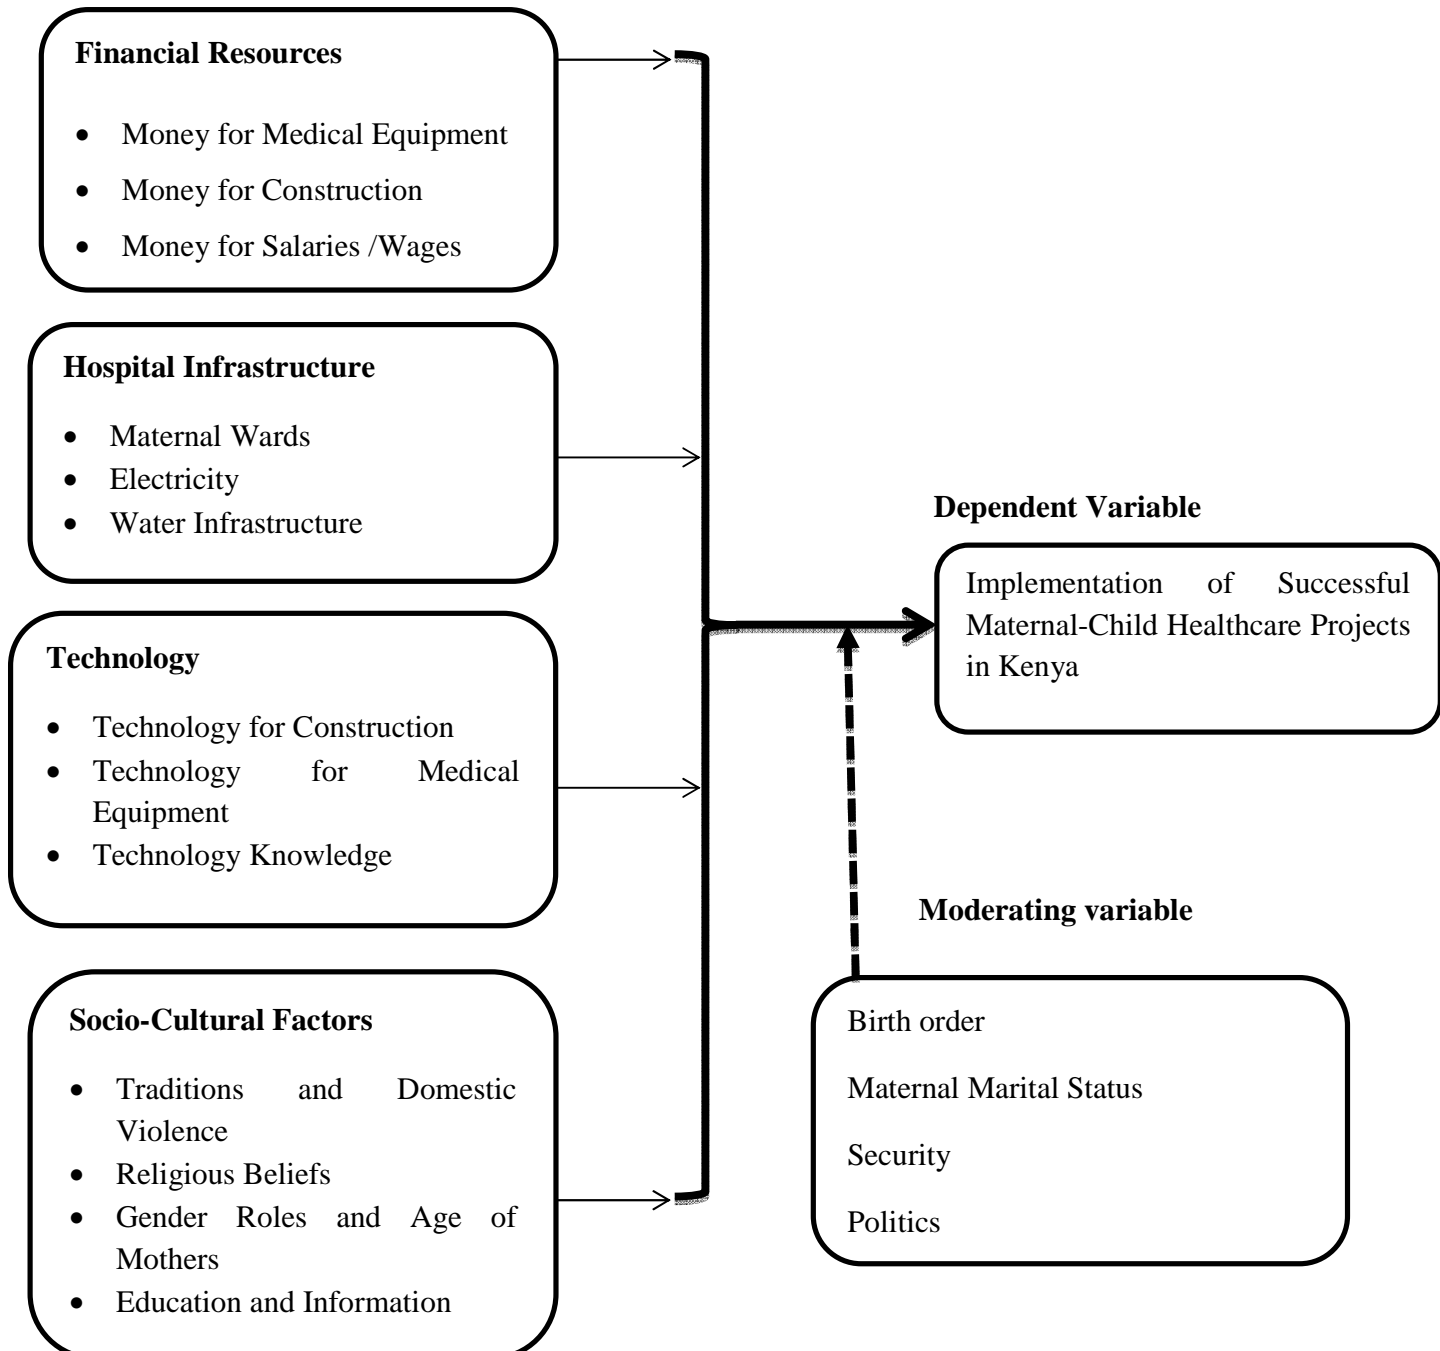 Financial Resources
• Money for Medical Equipment
• Money for Construction
• Money for Salaries /Wages
Hospital Infrastructure
• Maternal Wards
• Electricity
• Water Infrastructure
Technology
• Technology for Construction
• Technology for Medical
Equipment
• Technology Knowledge
Socio-Cultural Factors
• Traditions and Domestic
Violence
• Religious Beliefs
• Gender Roles and Age of
Mothers
• Education and Information
Dependent Variable
Implementation of Successful
Maternal-Child Healthcare Projects
in Kenya
Moderating variable
Birth order
Maternal Marital Status
Security
Politics